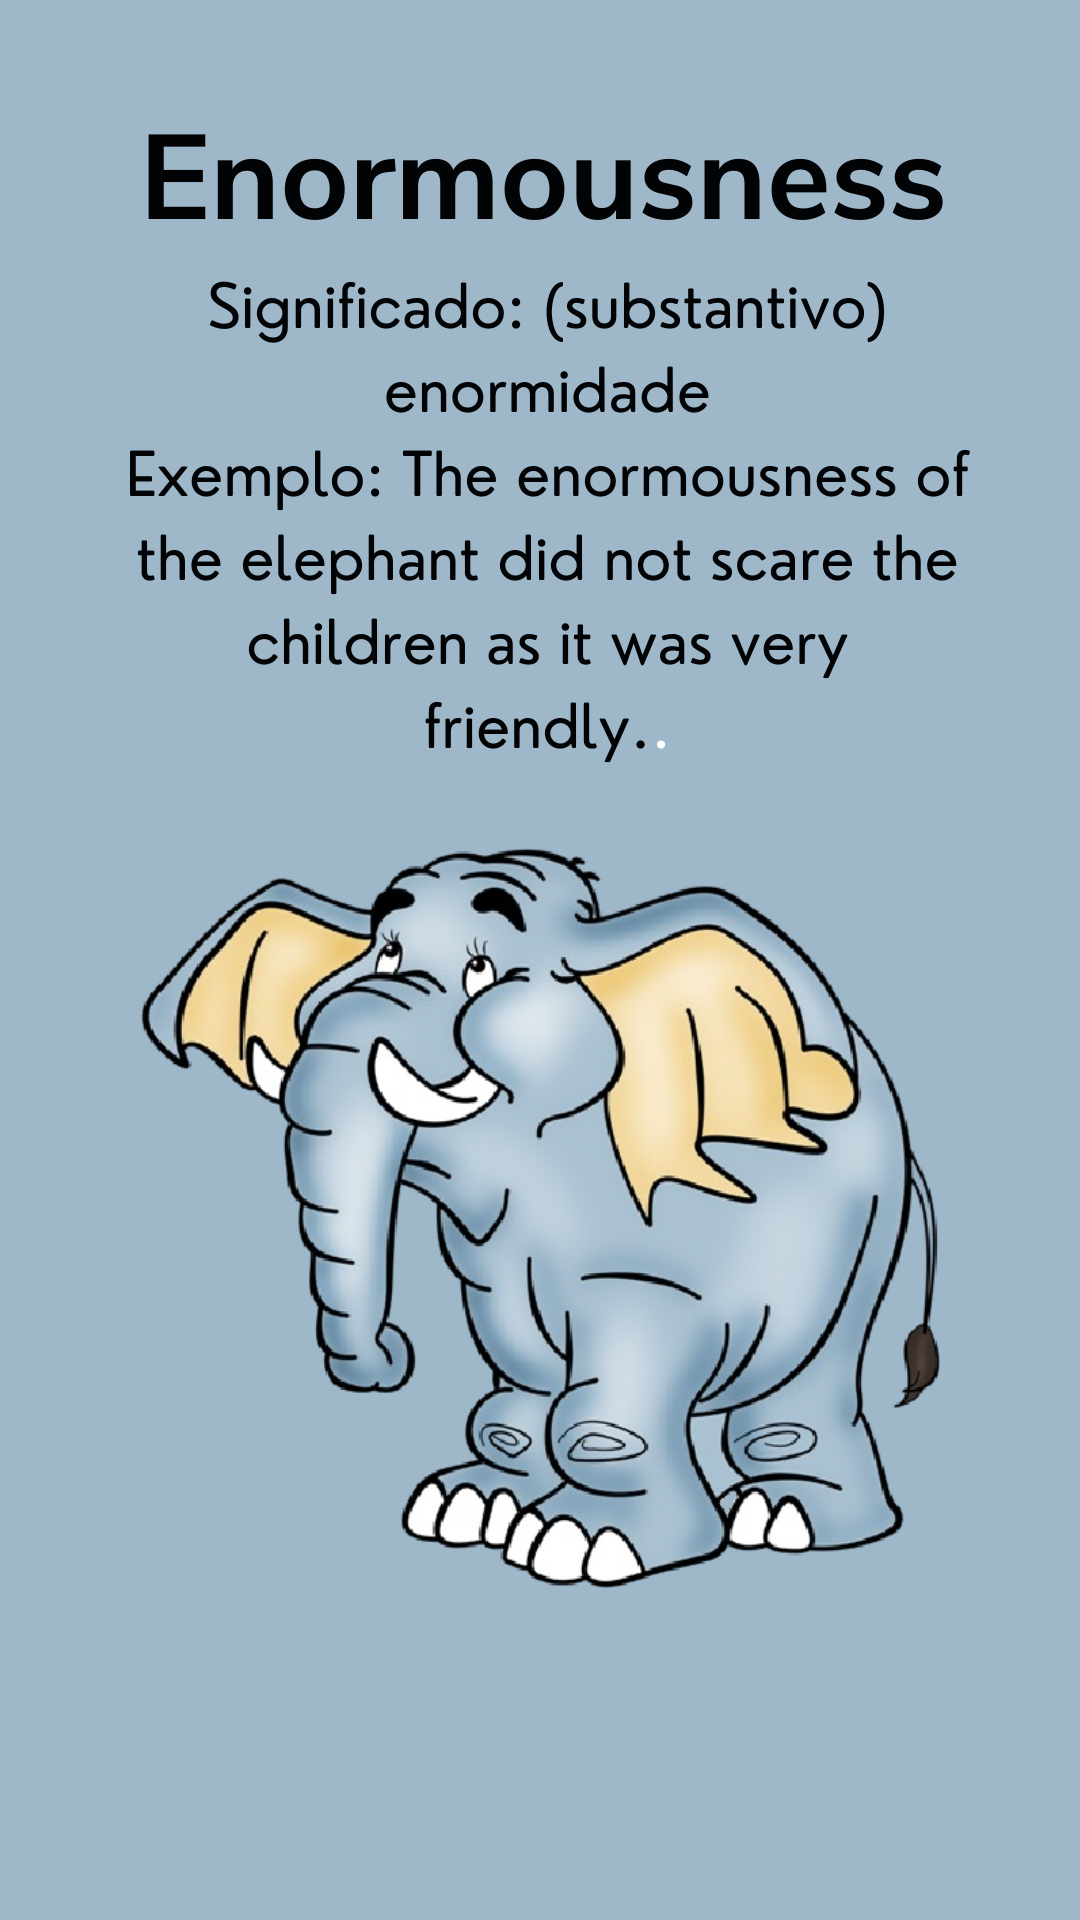 Enormousness
Significado: (substantivo)
enormidade
Exemplo: The enormousness of
the elephant did not scare the
children as it was very
friendly..